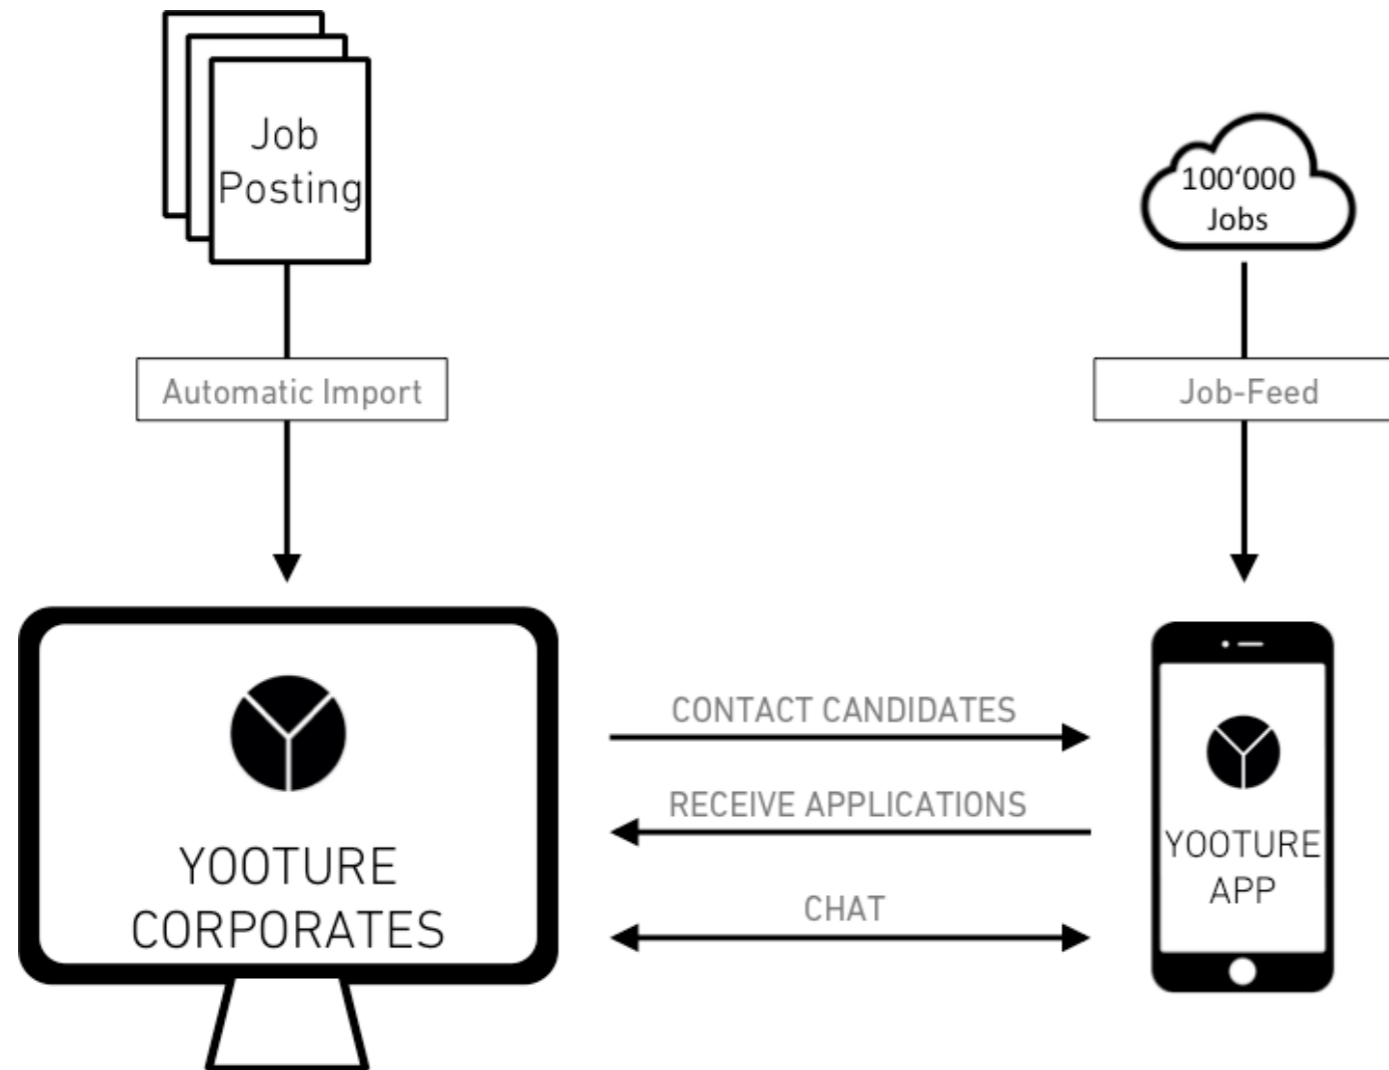 Job
Posting
100‘000
Jobs
Automatic Import
Job-Feed
CONTACT CANDIDATES
RECEIVE APPLICATIONS
CHAT
YOOTURE
CORPORATES
YOOTURE
APP